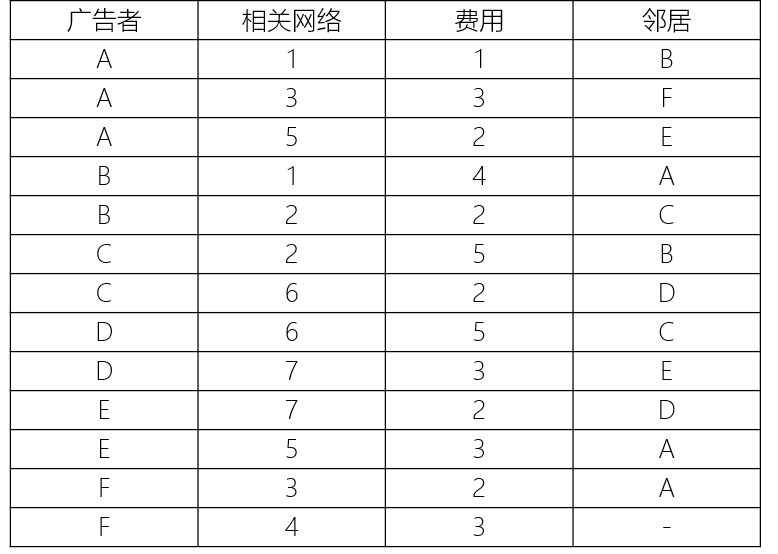 广告者 相关网络 费用 邻居
A 1 1 B
A 3 3 F
A 5 2 E
B 1 4 A
B 2 2 C
C 2 5 B
C 6 2 D
D 6 5 C
D 7 3 E
E 7 2 D
E 5 3 A
F 3 2 A
F 4 3 -